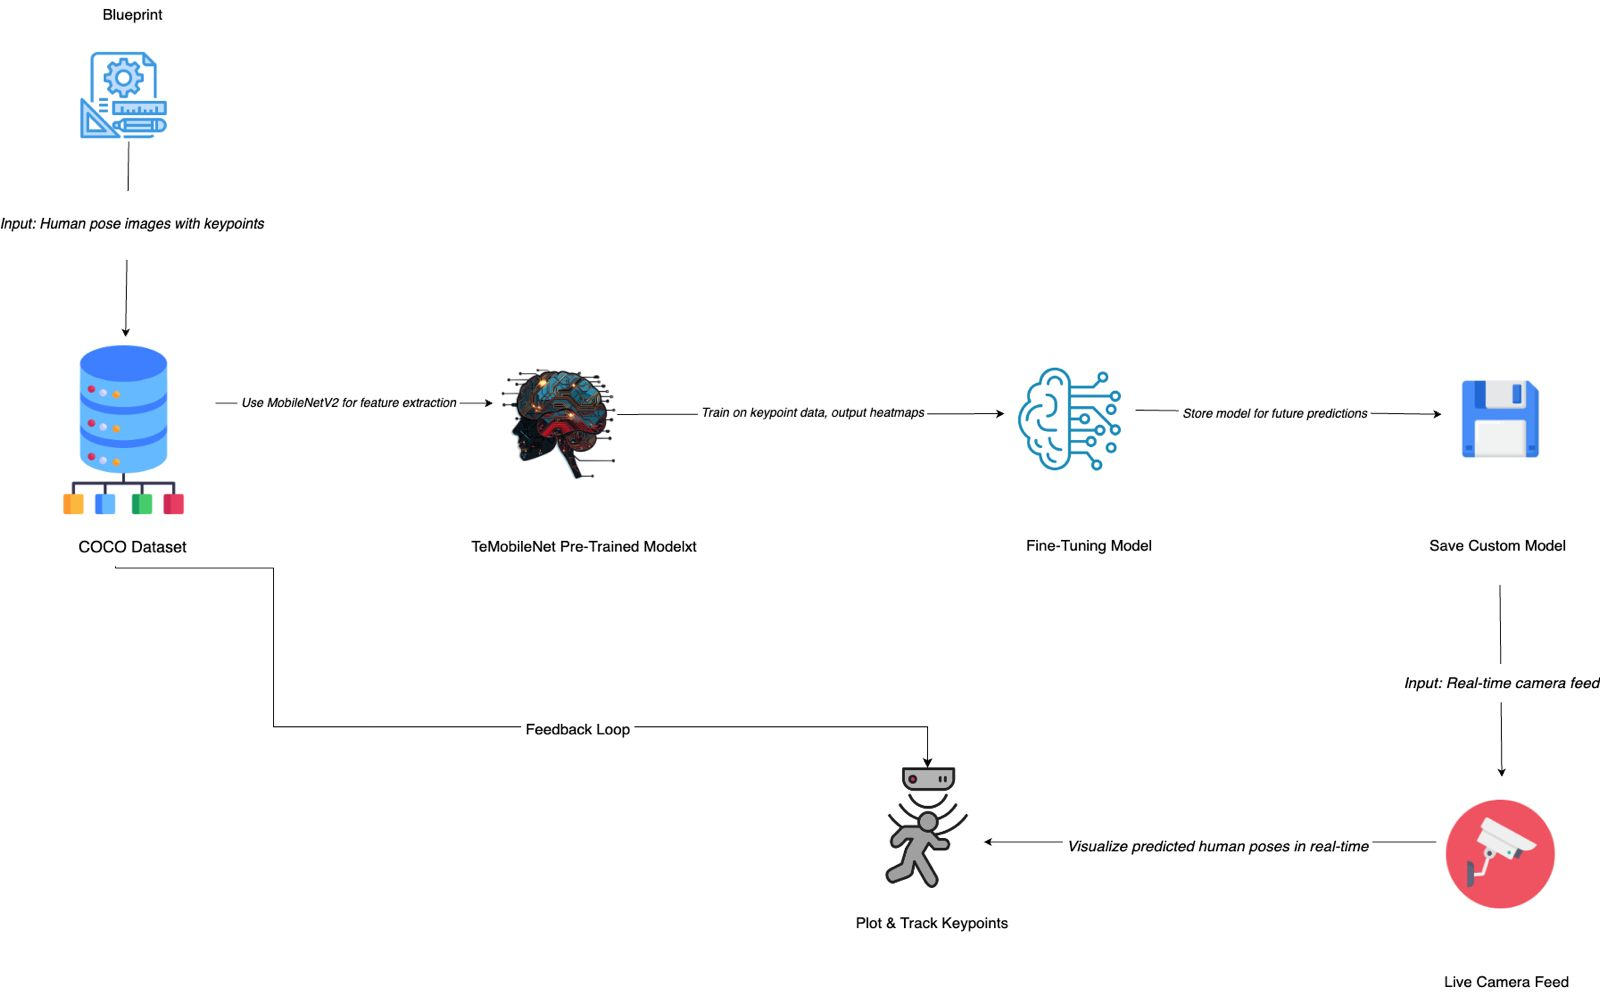 Blueprint
Input: Human pose images with keypoints
Use MobileNetV2 for feature extraction
Train on keypoint data, output heatmaps
Store model for future predictions
COCO Dataset
TeMobileNet Pre-Trained Modelxt
Fine-Tuning Model
Save Custom Model
Input: Real-time camera feed
Feedback Loop
Visualize predicted human poses in real-time
Plot & Track Keypoints
Live Camera Feed